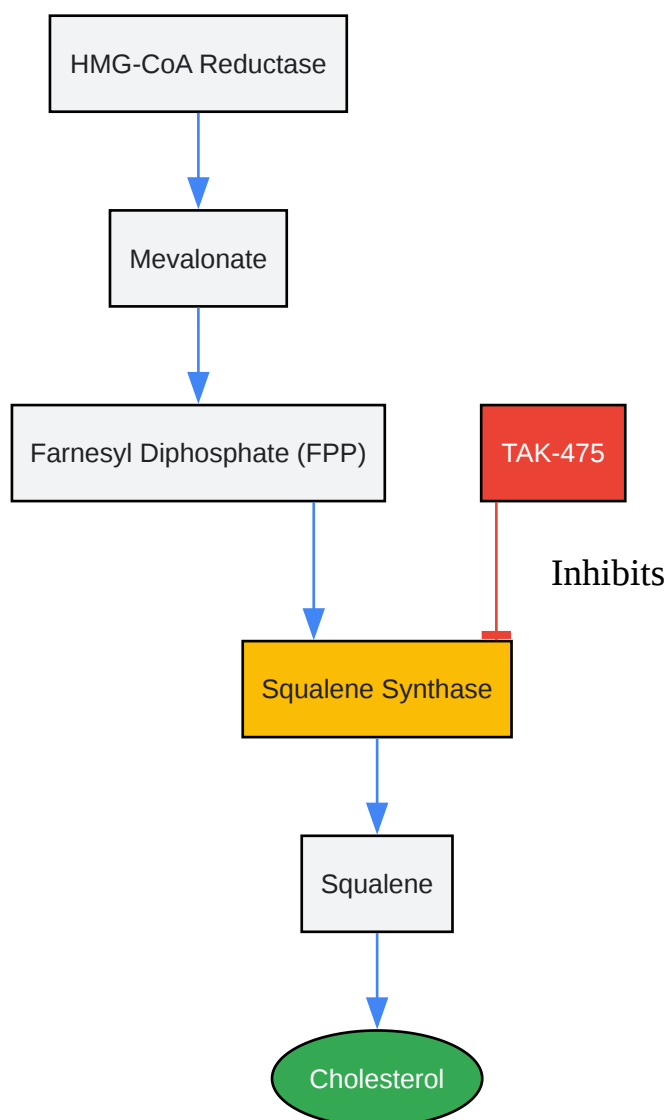 HMG-CoA Reductase
Mevalonate
Farnesyl Diphosphate (FPP)
TAK-475
Inhibits
Squalene Synthase
Squalene
Cholesterol